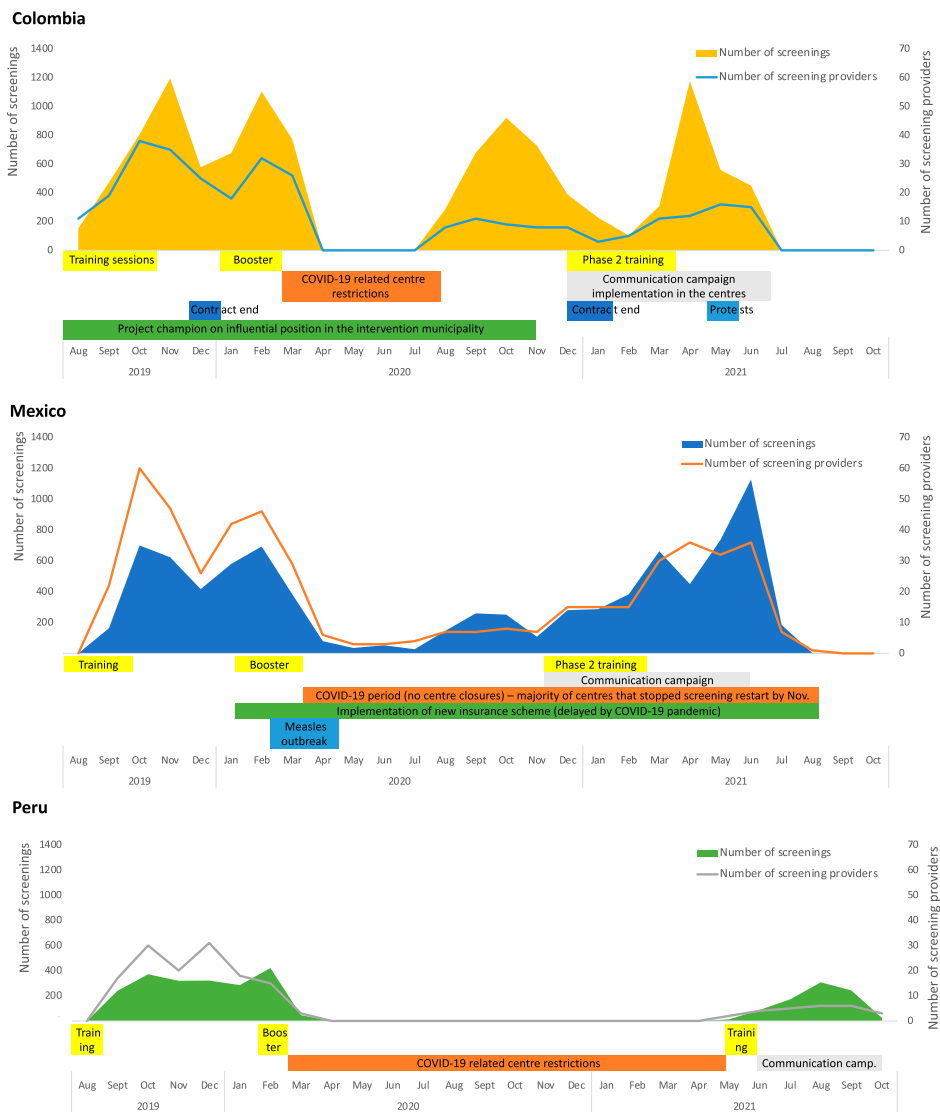 Colombia
Number of screenings
1400
1200
1000
800
600
400
200
0
Number of screenings
Number of screening providers
70
60
50
40
30
20
10
0
Number of screening providers
Training sessions
Booster
Phase 2 training
COVID-19 related centre
restrictions
Communication campaign
implementation in the centres
Contract end
Contract end
Protests
Project champion on influential position in the intervention municipality
Aug Sept Oct Nov Dec Jan Feb Mar Apr May Jun Jul Aug Sept Oct Nov Dec Jan Feb Mar Apr May Jun Jul Aug Sep Oct
2019 2020 2021
Mexico
Number of screenings
1400
1200
1000
800
600
400
200
Number of screenings
Number of screening providers
70
60
50
40
30
20
10
0
Number of screening providers
Training
Booster
Phase 2 training
Communication campaign
COVID-19 period (no centre closures) – majority of centres that stopped screening restart by Nov.
Implementation of new insurance scheme (delayed by COVID-19 pandemic)
Measles
outbreak
Aug Sept Oct Nov Dec Jan Feb Mar Apr May Jun Jul Aug Sept Oct Nov Dec Jan Feb Mar Apr May Jun Jul Aug Sep Oct
2019 2020 2021
Peru
Number of screenings
1400
1200
1000
800
600
400
200
Number of screenings
Number of screening providers
70
60
50
40
30
20
10
0
Number of screening providers
Train
ing
Boos
ter
Traini
ng
COVID-19 related centre restrictions
Communication camp.
Aug Sept Oct Nov Dec Jan Feb Mar Apr May Jun Jul Aug Sept Oct Nov Dec Jan Feb Mar Apr May Jun Jul Aug Sep Oct
2019 2020 2021